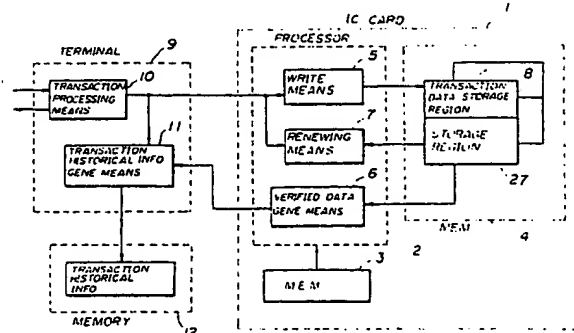 IC CARD
1
PROCESSOR
TERMINAL
9
10
TRANSACTION
PROCESSING
MEANS
5
WRITE
MEANS
8
TRANSACTION
DATA STORAGE
REGION
7
RENEWING
MEANS
STORAGE
REGION
27
11
TRANSACTION
HISTORICAL INFO
GENE MEANS
6
VERIFIED DATA
GENE MEANS
MEM
4
2
3
MEM
TRANSACTION
HISTORICAL
INFO
MEMORY
12